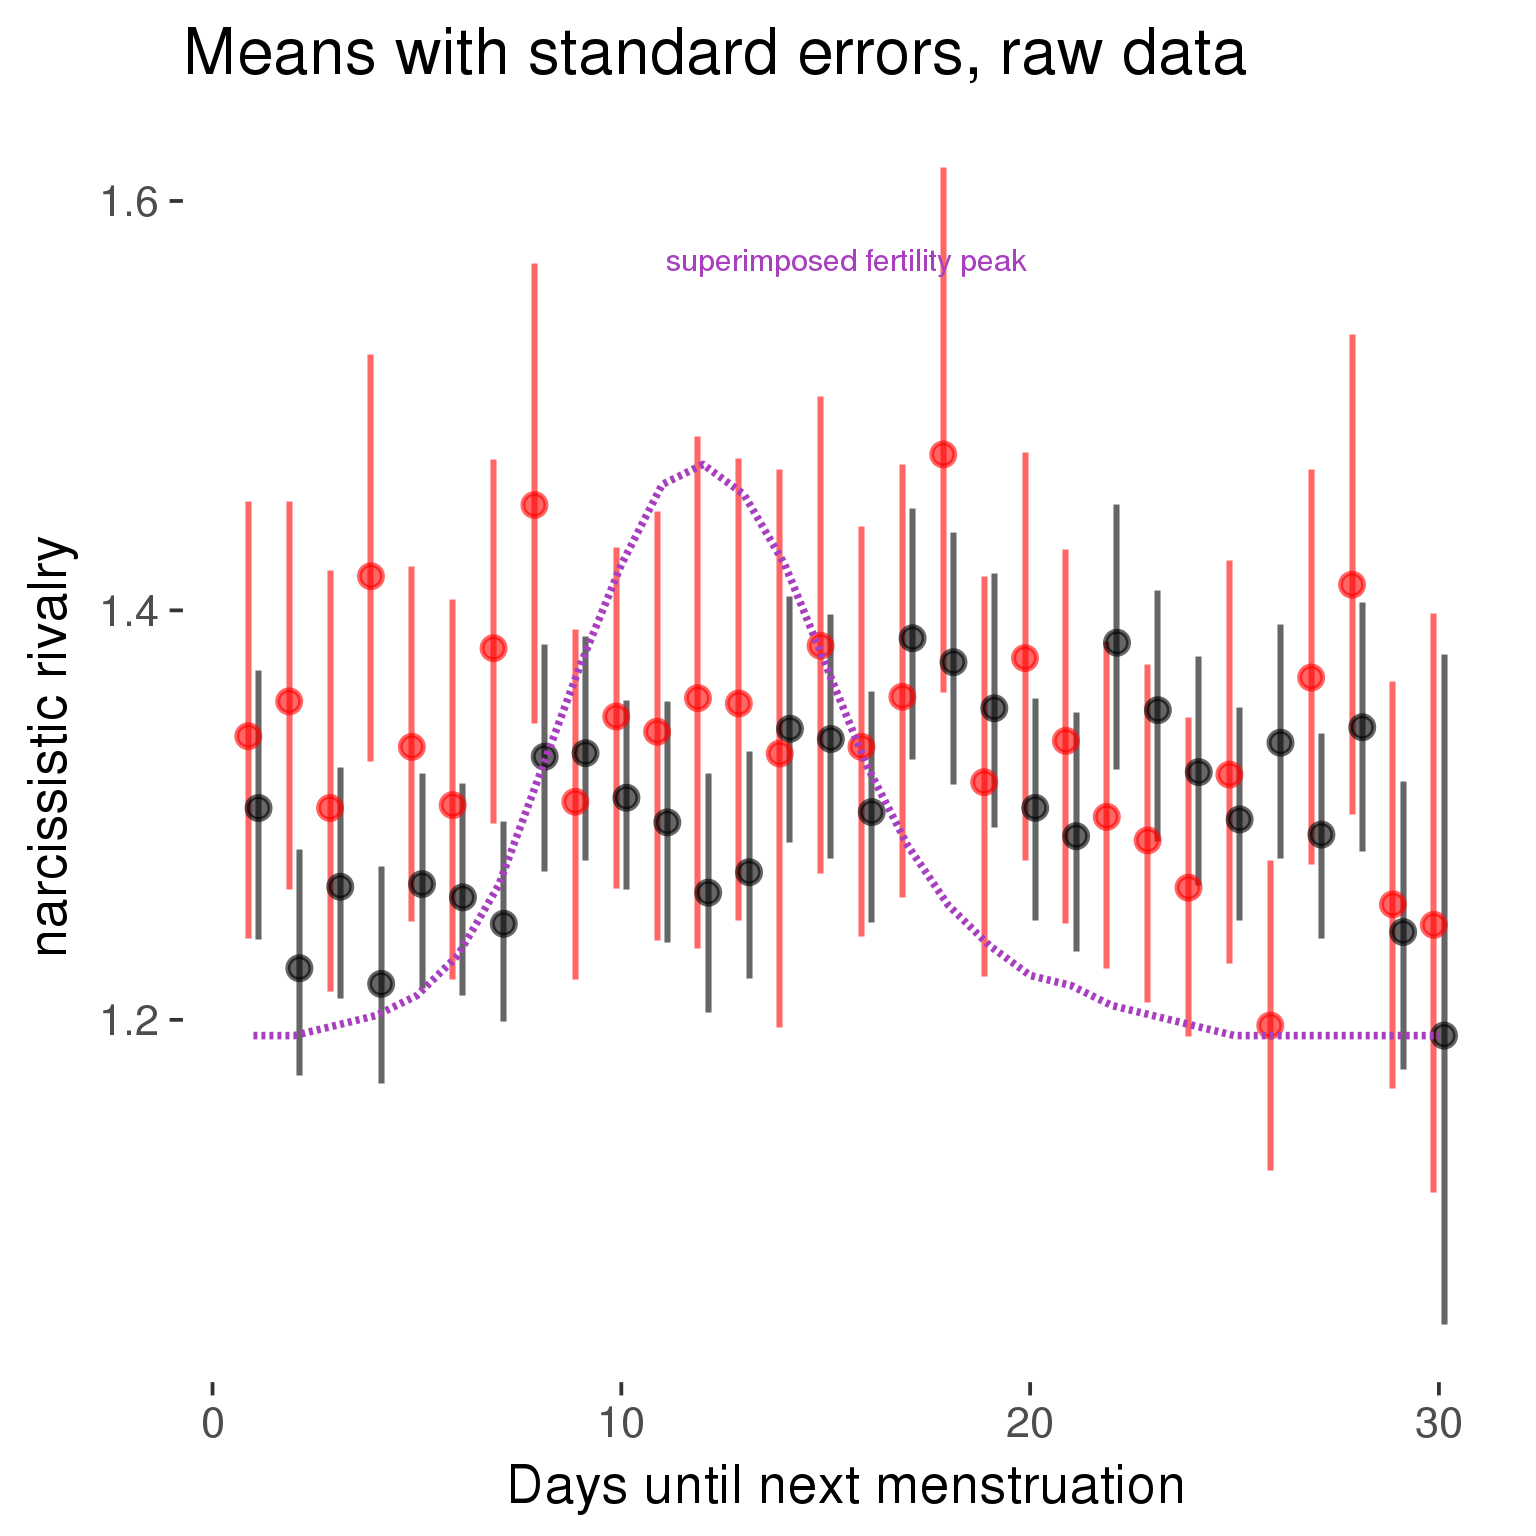 Means with standard errors, raw data
1.6
superimposed fertility peak
1.4
1.2
narcissistic rivalry
0 10 20 30
Days until next menstruation